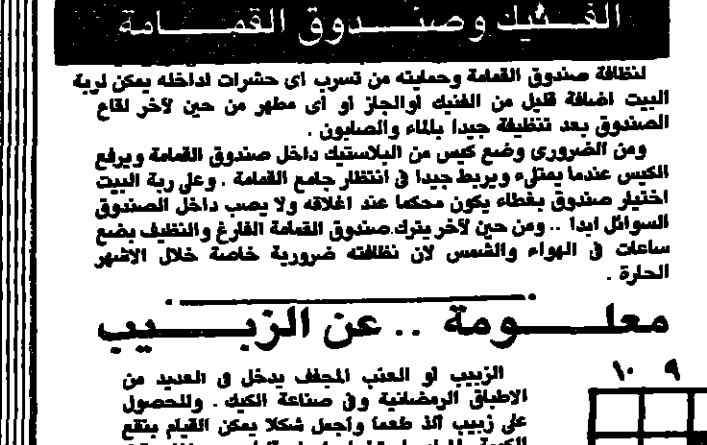 الفنيك وصندوق القمامة
لنظافة صندوق القمامة وحمايته من تسرب اى حشرات لداخله يمكن لربة
البيت اضافة قليل من الفنيك اوالجاز او أى مطهر من حين لآخر لقاع
الصندوق بعد تنظيفة جيدا بالماء والصابون .
ومن الضرورى وضع كيس من البلاستيك داخل صندوق القمامة ويرفع
الكيس عندما يمتلىء ويربط جيدا فى انتظار جامع القمامة . وعلى ربة البيت
اختيار صندوق بغطاء يكون محكما عند اغلاقه ولا يصب داخل الصندوق
السوائل ابدا .. ومن حين لآخر يترك صندوق القمامة الفارغ والنظيف بضع
ساعات فى الهواء والشمس لان نظافته ضرورية خاصة خلال الاشهر
الحارة .
معلومة .. عن الزبيب
الزبيب او العنب المجفف يدخل فى العديد من
الاطباق الرمضانية وفى صناعة الكيك . وللحصول
على زبيب ألذ طعما وأجمل شكلا يمكن القيام بنقع
٩ ١٠